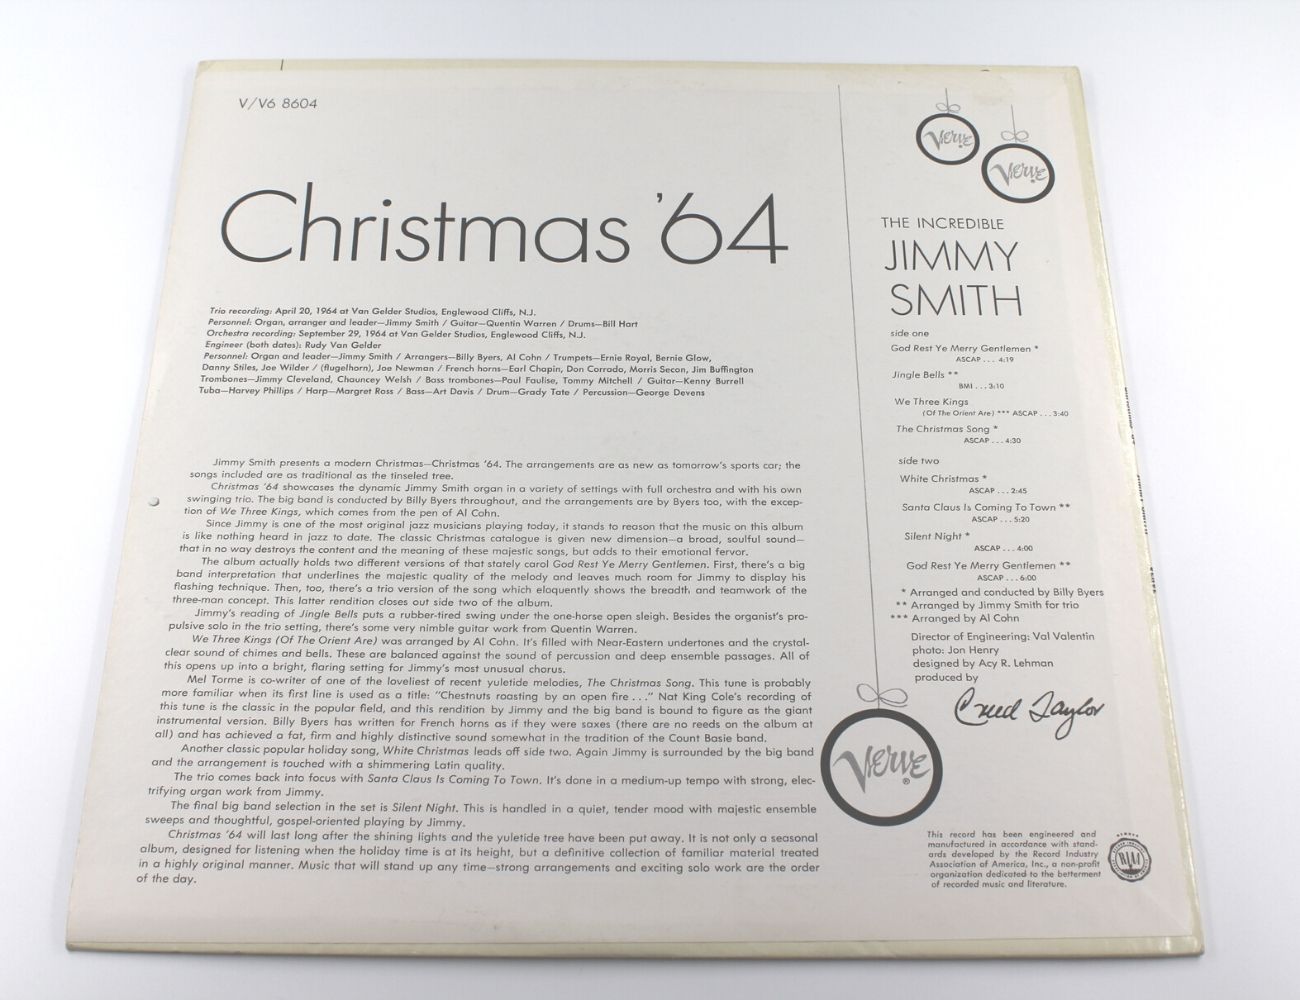 V/V6 8604
Christmas '64
Trio recording: April 20, 1964 at Van Gelder Studios, Englewood Cliffs, N.J.
Personnel: Organ, arranger and leader—Jimmy Smith / Guitar—Quentin Warren / Drums—Bill Hart
Orchestra recording: September 29, 1964 at Van Gelder Studios, Englewood Cliffs, N.J.
Engineer (both dates): Rudy Van Gelder
Personnel: Organ and leader—Jimmy Smith / Arrangers—Billy Byers, Al Cohn / Trumpets—Ernie Royal, Bernie Glow,
Danny Stiles, Joe Wilder / (flugelhorn), Joe Newman / French horns—Earl Chapin, Don Corrado, Morris Secon, Jim Buffington
Trombones—Jimmy Cleveland, Chauncey Welsh / Bass trombones—Paul Faulise, Tommy Mitchell / Guitar—Kenny Burrell
Tuba—Harvey Phillips / Harp—Margret Ross / Bass—Art Davis / Drum—Grady Tate / Percussion—George Devens
Jimmy Smith presents a modern Christmas—Christmas '64. The arrangements are as new as tomorrow's sports car; the
songs included are as traditional as the tinseled tree.
Christmas '64 showcases the dynamic Jimmy Smith organ in a variety of settings with full orchestra and with his own
swinging trio. The big band is conducted by Billy Byers throughout, and the arrangements are by Byers too, with the excep-
tion of We Three Kings, which comes from the pen of Al Cohn.
Since Jimmy is one of the most original jazz musicians playing today, it stands to reason that the music on this album
is like nothing heard in jazz to date. The classic Christmas catalogue is given new dimension—a broad, soulful sound—
that in no way destroys the content and the meaning of these majestic songs, but adds to their emotional fervor.
The album actually holds two different versions of that stately carol God Rest Ye Merry Gentlemen. First, there's a big
band interpretation that underlines the majestic quality of the melody and leaves much room for Jimmy to display his
flashing technique. Then, too, there's a trio version of the song which eloquently shows the breadth and teamwork of the
three-man concept. This latter rendition closes out side two of the album.
Jimmy's reading of Jingle Bells puts a rubber-tired swing under the one-horse open sleigh. Besides the organist's pro-
pulsive solo in the trio setting, there's some very nimble guitar work from Quentin Warren.
We Three Kings (Of The Orient Are) was arranged by Al Cohn. It's filled with Near-Eastern undertones and the crystal-
clear sound of chimes and bells. These are balanced against the sound of percussion and deep ensemble passages. All of
this opens up into a bright, flaring setting for Jimmy's most unusual chorus.
Mel Torme is co-writer of one of the loveliest of recent yuletide melodies, The Christmas Song. This tune is probably
more familiar when its first line is used as a title: "Chestnuts roasting by an open fire . . ." Nat King Cole's recording of
this tune is the classic in the popular field, and this rendition by Jimmy and the big band is bound to figure as the giant
instrumental version. Billy Byers has written for French horns as if they were saxes (there are no reeds on the album at
all) and has achieved a fat, firm and highly distinctive sound somewhat in the tradition of the Count Basie band.
Another classic popular holiday song, White Christmas leads off side two. Again Jimmy is surrounded by the big band
and the arrangement is touched with a shimmering Latin quality.
The trio comes back into focus with Santa Claus Is Coming To Town. It's done in a medium-up tempo with strong, elec-
trifying organ work from Jimmy.
The final big band selection in the set is Silent Night. This is handled in a quiet, tender mood with majestic ensemble
sweeps and thoughtful, gospel-oriented playing by Jimmy.
Christmas '64 will last long after the shining lights and the yuletide tree have been put away. It is not only a seasonal
album, designed for listening when the holiday time is at its height, but a definitive collection of familiar material treated
in a highly original manner. Music that will stand up any time—strong arrangements and exciting solo work are the order
of the day.
Verve
Verve
THE INCREDIBLE
JIMMY
SMITH
side one
God Rest Ye Merry Gentlemen *
ASCAP . . . 4:19
Jingle Bells **
BMI . . . 3:10
We Three Kings
(Of The Orient Are) *** ASCAP . . . 3:40
The Christmas Song *
ASCAP . . . 4:30
side two
White Christmas *
ASCAP . . . 2:45
Santa Claus Is Coming To Town **
ASCAP . . . 5:20
Silent Night *
ASCAP . . . 4:00
God Rest Ye Merry Gentlemen **
ASCAP . . . 6:00
* Arranged and conducted by Billy Byers
** Arranged by Jimmy Smith for trio
*** Arranged by Al Cohn
Director of Engineering: Val Valentin
photo: Jon Henry
designed by Acy R. Lehman
produced by
Creed Taylor
Verve ®
This record has been engineered and
manufactured in accordance with stand-
ards developed by the Record Industry
Association of America, Inc., a non-profit
organization dedicated to the betterment
of recorded music and literature.
RIAA